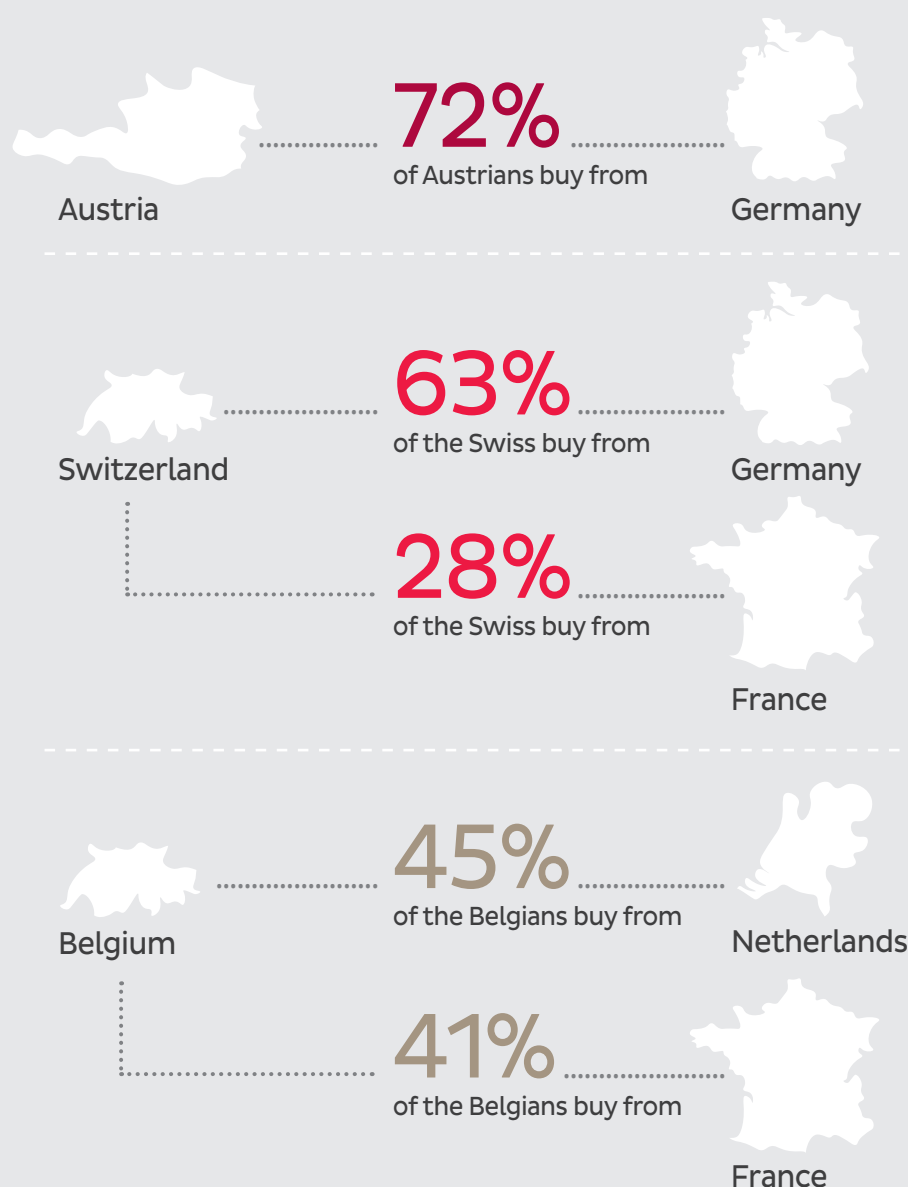 72%
of Austrians buy from
Austria
Germany
63%
of the Swiss buy from
Switzerland
Germany
28%
of the Swiss buy from
France
45%
of the Belgians buy from
Belgium
Netherlands
41%
of the Belgians buy from
France